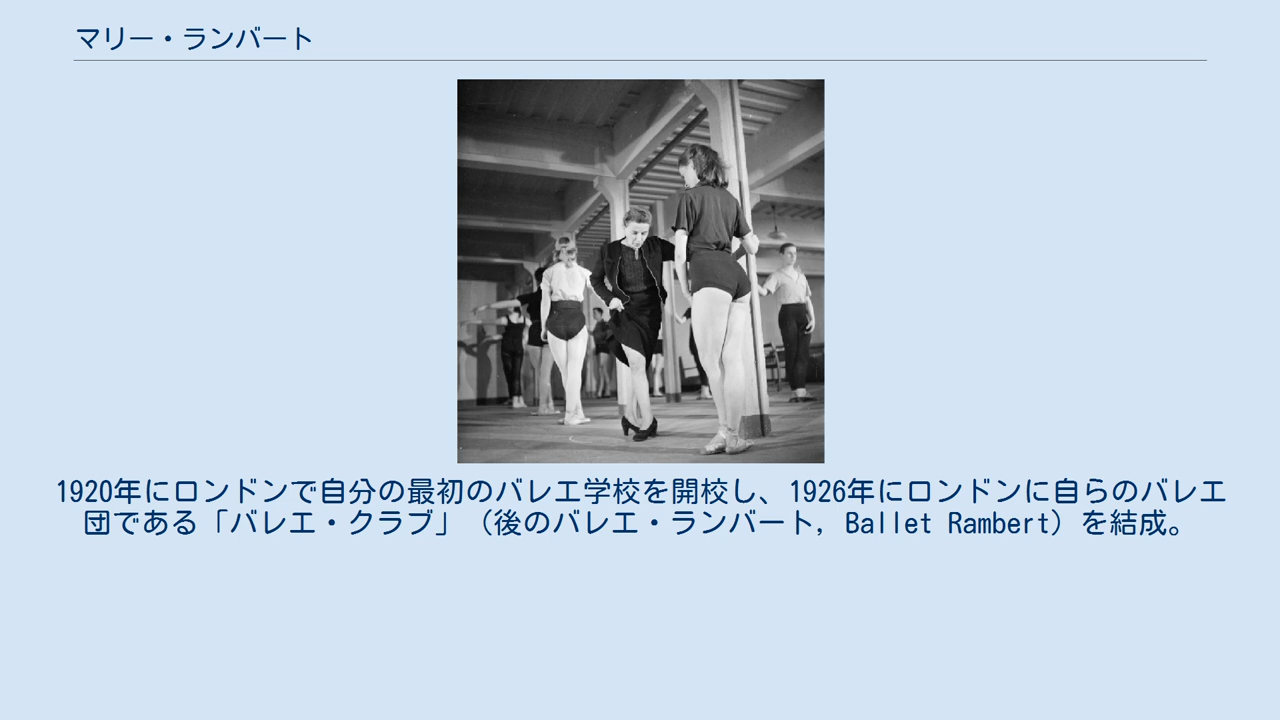 マリー・ランバート
1920年にロンドンで自分の最初のバレエ学校を開校し、1926年にロンドンに自らのバレエ
団である「バレエ・クラブ」（後のバレエ・ランバート, Ballet Rambert）を結成。